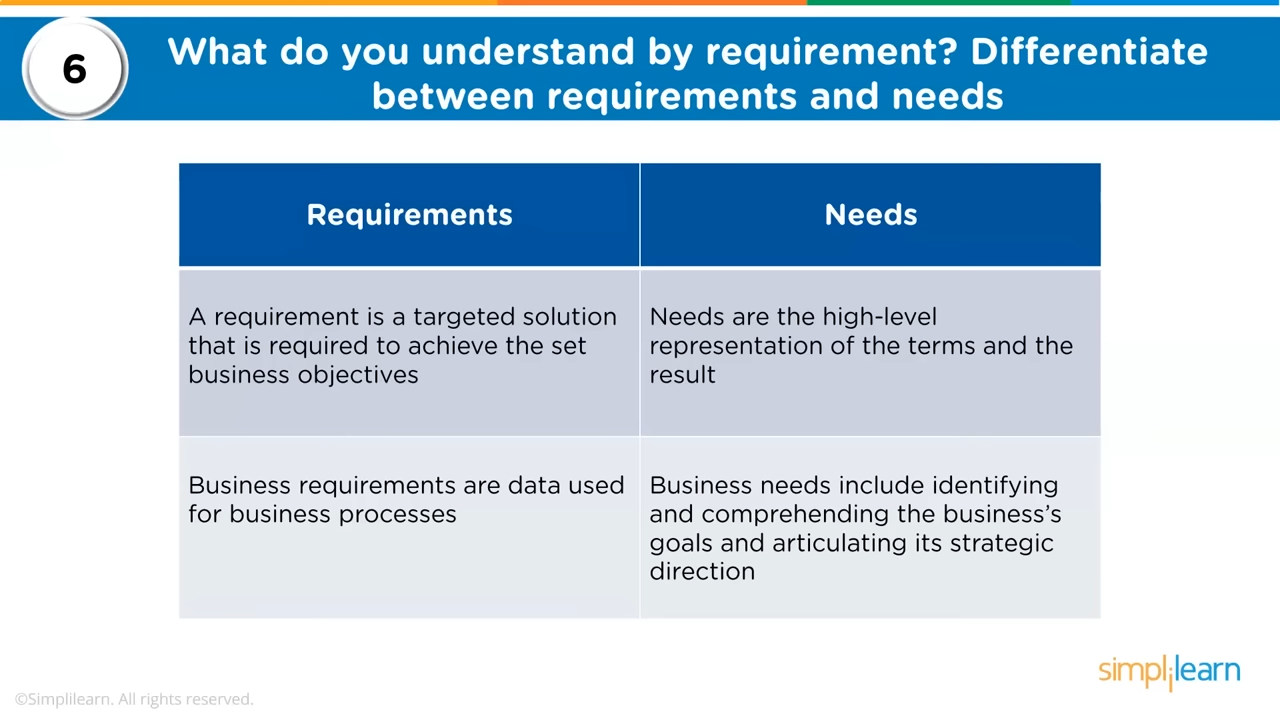 6
What do you understand by requirement? Differentiate
between requirements and needs
Requirements
Needs
A requirement is a targeted solution
that is required to achieve the set
business objectives
Needs are the high-level
representation of the terms and the
result
Business requirements are data used
for business processes
Business needs include identifying
and comprehending the business's
goals and articulating its strategic
direction
simplilearn
©Simplilearn. All rights reserved.